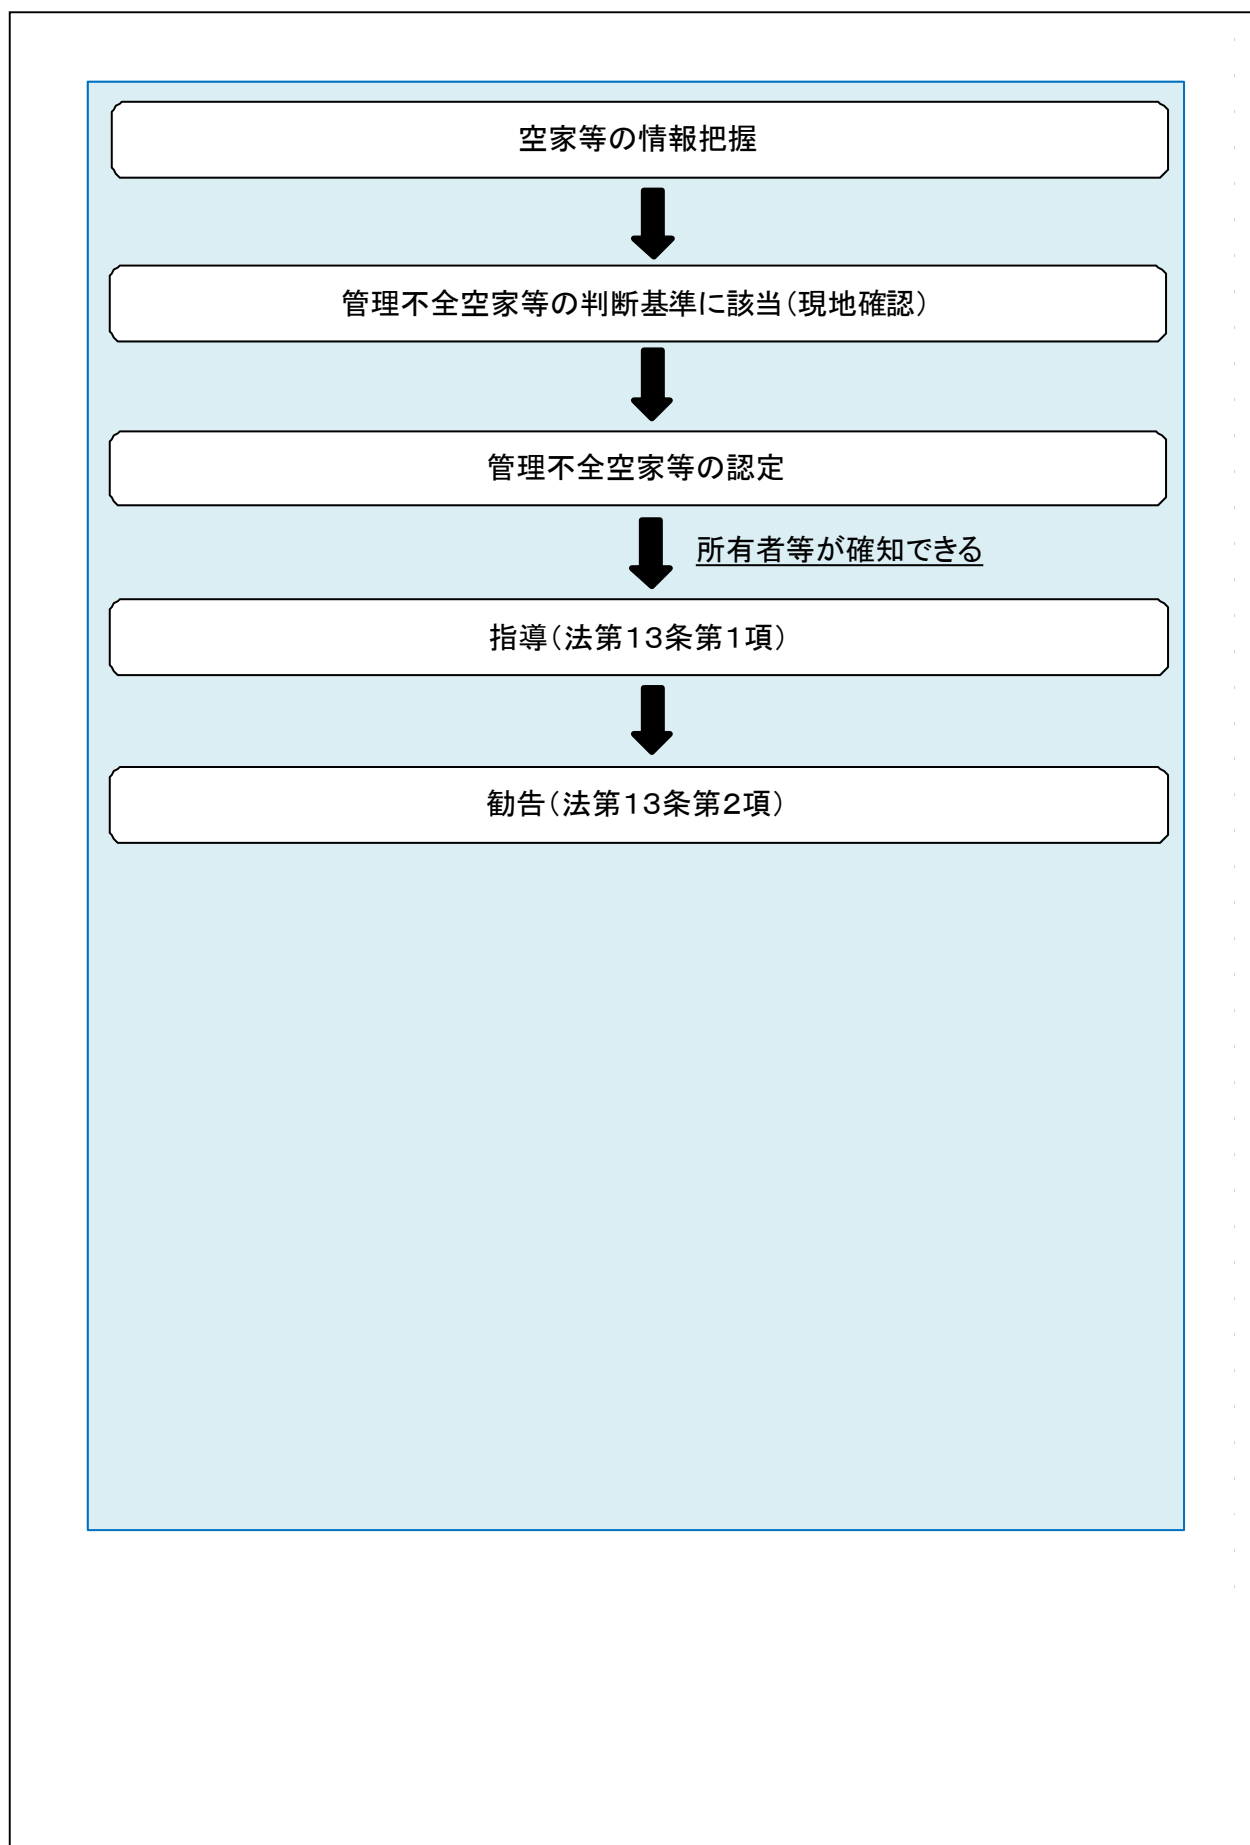 空家等の情報把握
管理不全空家等の判断基準に該当（現地確認）
管理不全空家等の認定
所有者等が確知できる
指導（法第１３条第１項）
勧告（法第１３条第２項）